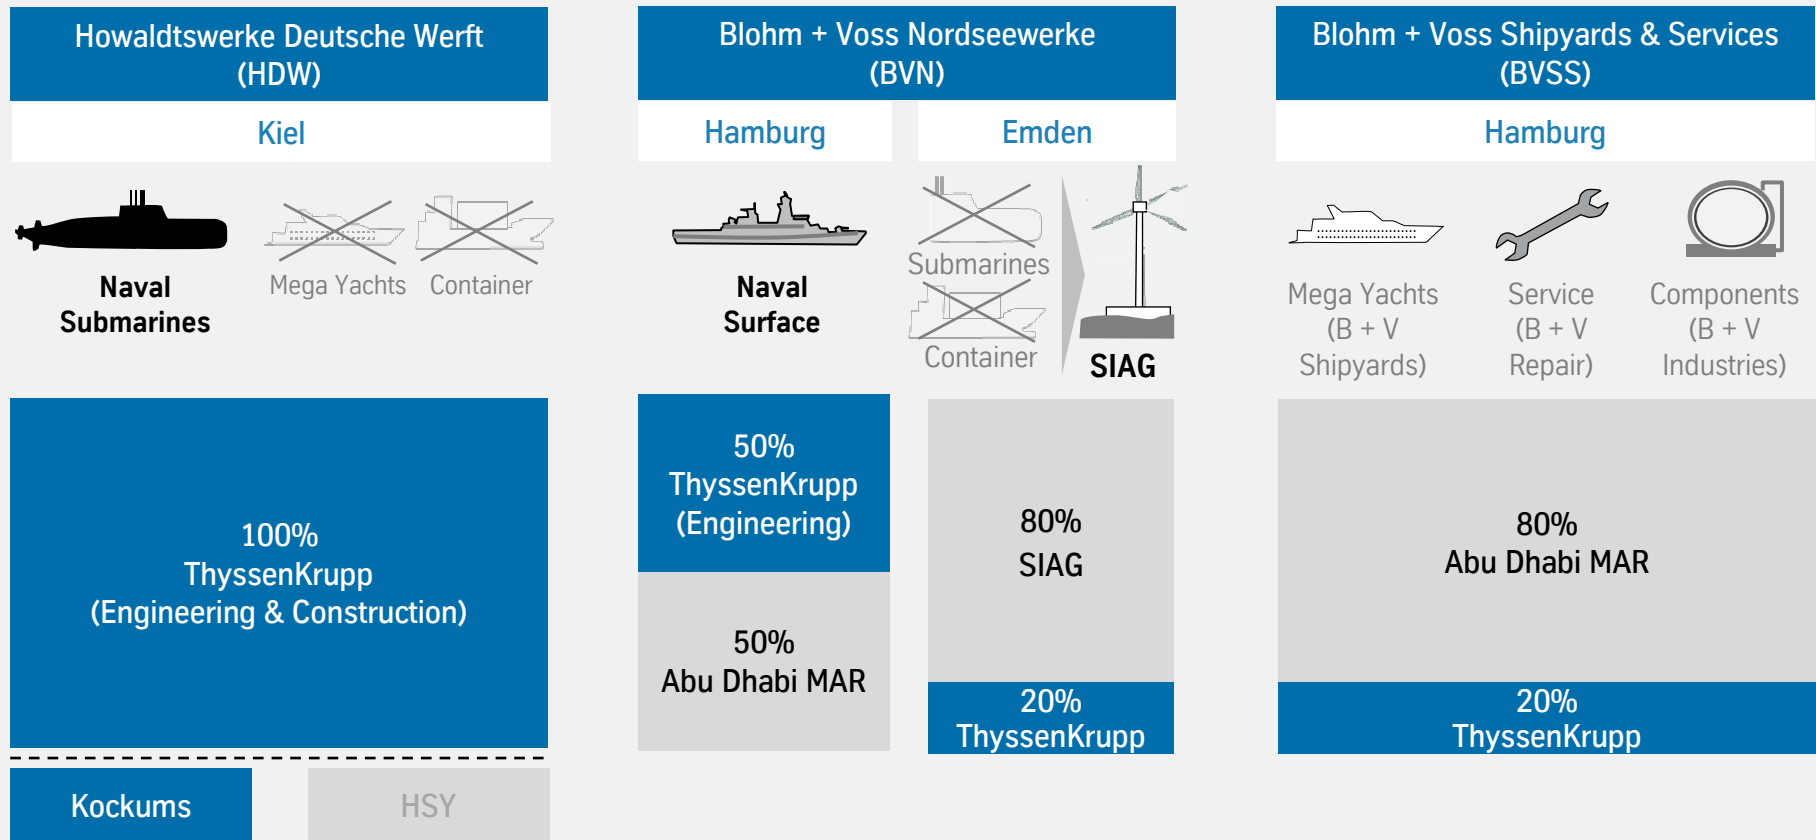 Howaldtswerke Deutsche Werft
(HDW)
Kiel
Naval
Submarines
Mega Yachts
Container
100%
ThyssenKrupp
(Engineering & Construction)
Kockums
HSY
Blohm + Voss Nordseewerke
(BVN)
Hamburg
Emden
Naval
Surface
Submarines
Container
SIAG
50%
ThyssenKrupp
(Engineering)
50%
Abu Dhabi MAR
80%
SIAG
20%
ThyssenKrupp
Blohm + Voss Shipyards & Services
(BVSS)
Hamburg
Mega Yachts
(B + V
Shipyards)
Service
(B + V
Repair)
Components
(B + V
Industries)
80%
Abu Dhabi MAR
20%
ThyssenKrupp